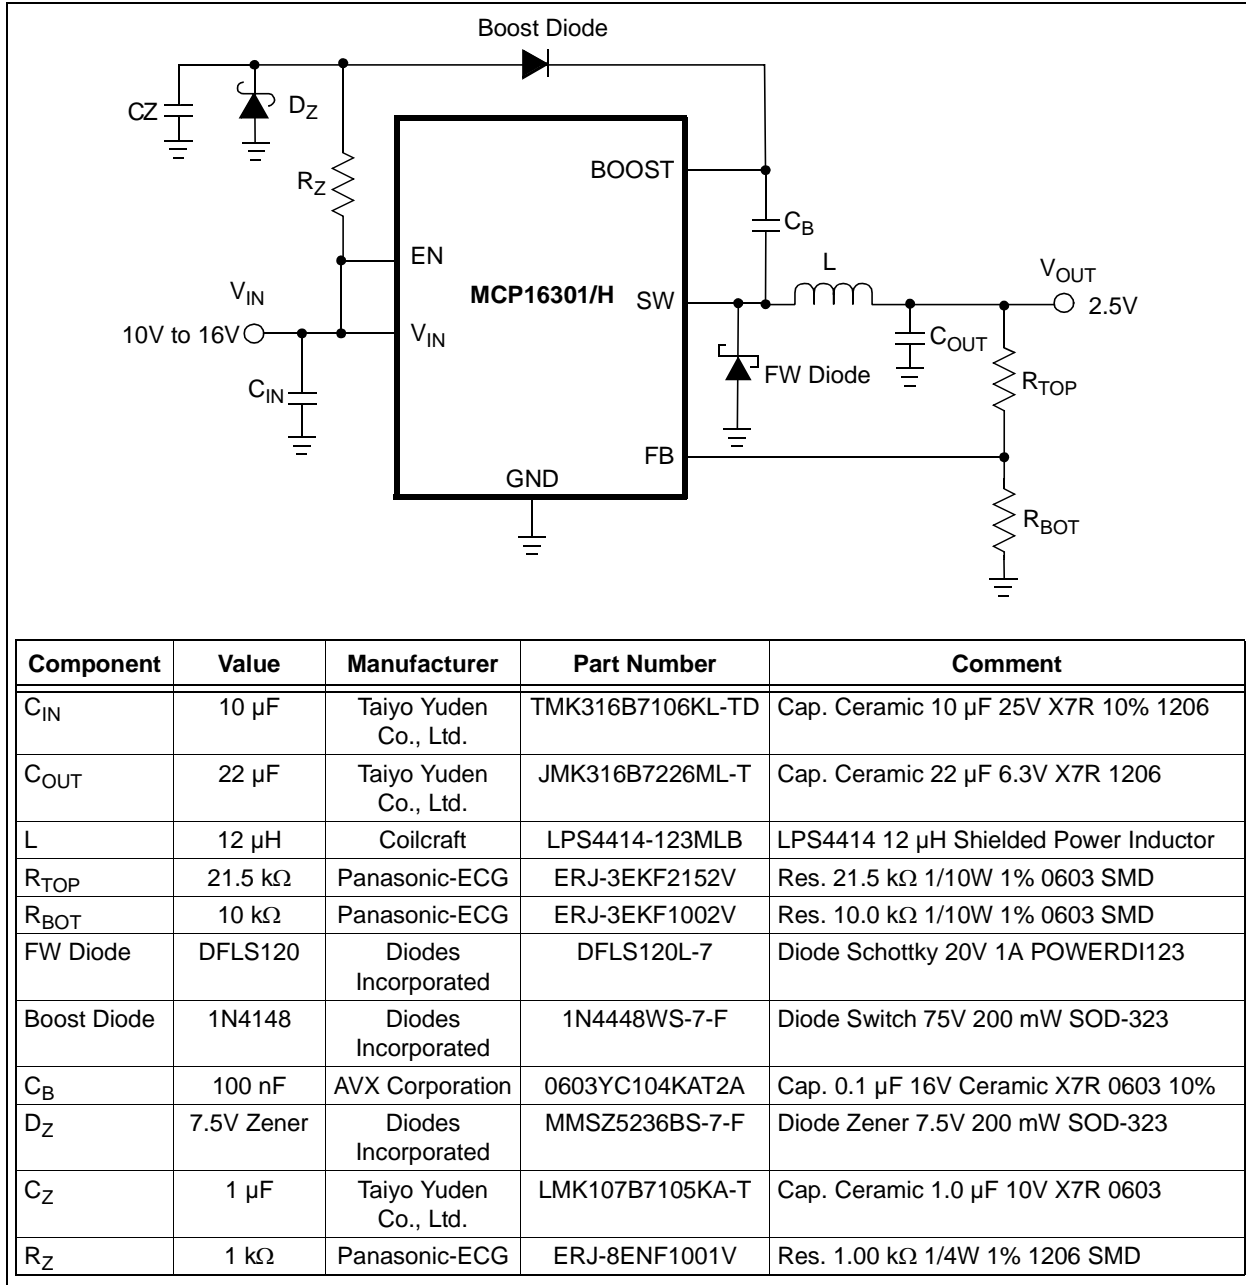 Boost Diode
CZ
DZ
RZ
BOOST
CB
EN
MCP16301/H
SW
L
VOUT
2.5V
VIN
10V to 16V
VIN
CIN
COUT
FW Diode
RTOP
FB
GND
RBOT
Component Value Manufacturer Part Number Comment
CIN 10 µF Taiyo Yuden TMK316B7106KL-TD Cap. Ceramic 10 µF 25V X7R 10% 1206
Co., Ltd.
COUT 22 µF Taiyo Yuden JMK316B7226ML-T Cap. Ceramic 22 µF 6.3V X7R 1206
Co., Ltd.
L 12 µH Coilcraft LPS4414-123MLB LPS4414 12 µH Shielded Power Inductor
RTOP 21.5 kΩ Panasonic-ECG ERJ-3EKF2152V Res. 21.5 kΩ 1/10W 1% 0603 SMD
RBOT 10 kΩ Panasonic-ECG ERJ-3EKF1002V Res. 10.0 kΩ 1/10W 1% 0603 SMD
FW Diode DFLS120 Diodes DFLS120L-7 Diode Schottky 20V 1A POWERDI123
Incorporated
Boost Diode 1N4148 Diodes 1N4448WS-7-F Diode Switch 75V 200 mW SOD-323
Incorporated
CB 100 nF AVX Corporation 0603YC104KAT2A Cap. 0.1 µF 16V Ceramic X7R 0603 10%
DZ 7.5V Zener Diodes MMSZ5236BS-7-F Diode Zener 7.5V 200 mW SOD-323
Incorporated
CZ 1 µF Taiyo Yuden LMK107B7105KA-T Cap. Ceramic 1.0 µF 10V X7R 0603
Co., Ltd.
RZ 1 kΩ Panasonic-ECG ERJ-8ENF1001V Res. 1.00 kΩ 1/4W 1% 1206 SMD